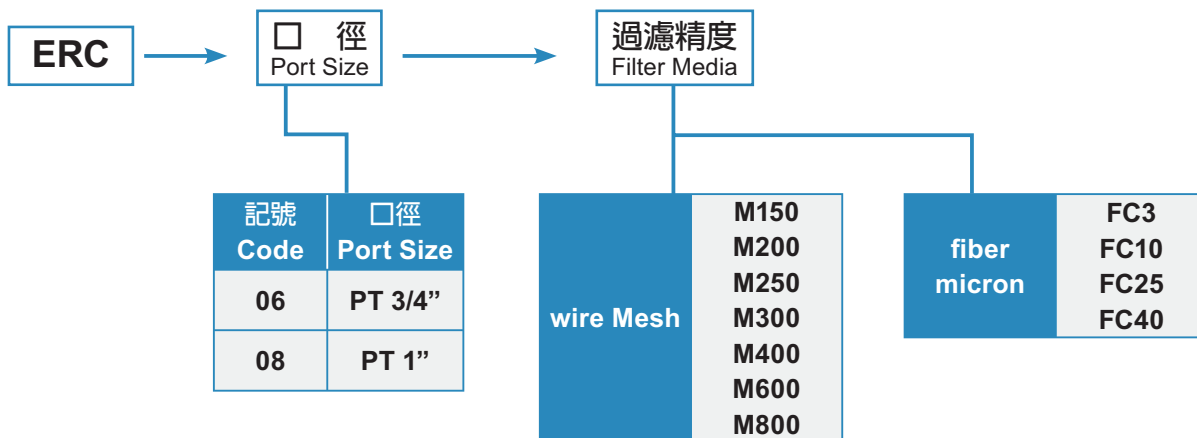 ERC
口 徑
Port Size
過濾精度
Filter Media
記號 口徑
Code Port Size
06 PT 3/4”
08 PT 1”
wire Mesh
M150
M200
M250
M300
M400
M600
M800
fiber
micron
FC3
FC10
FC25
FC40